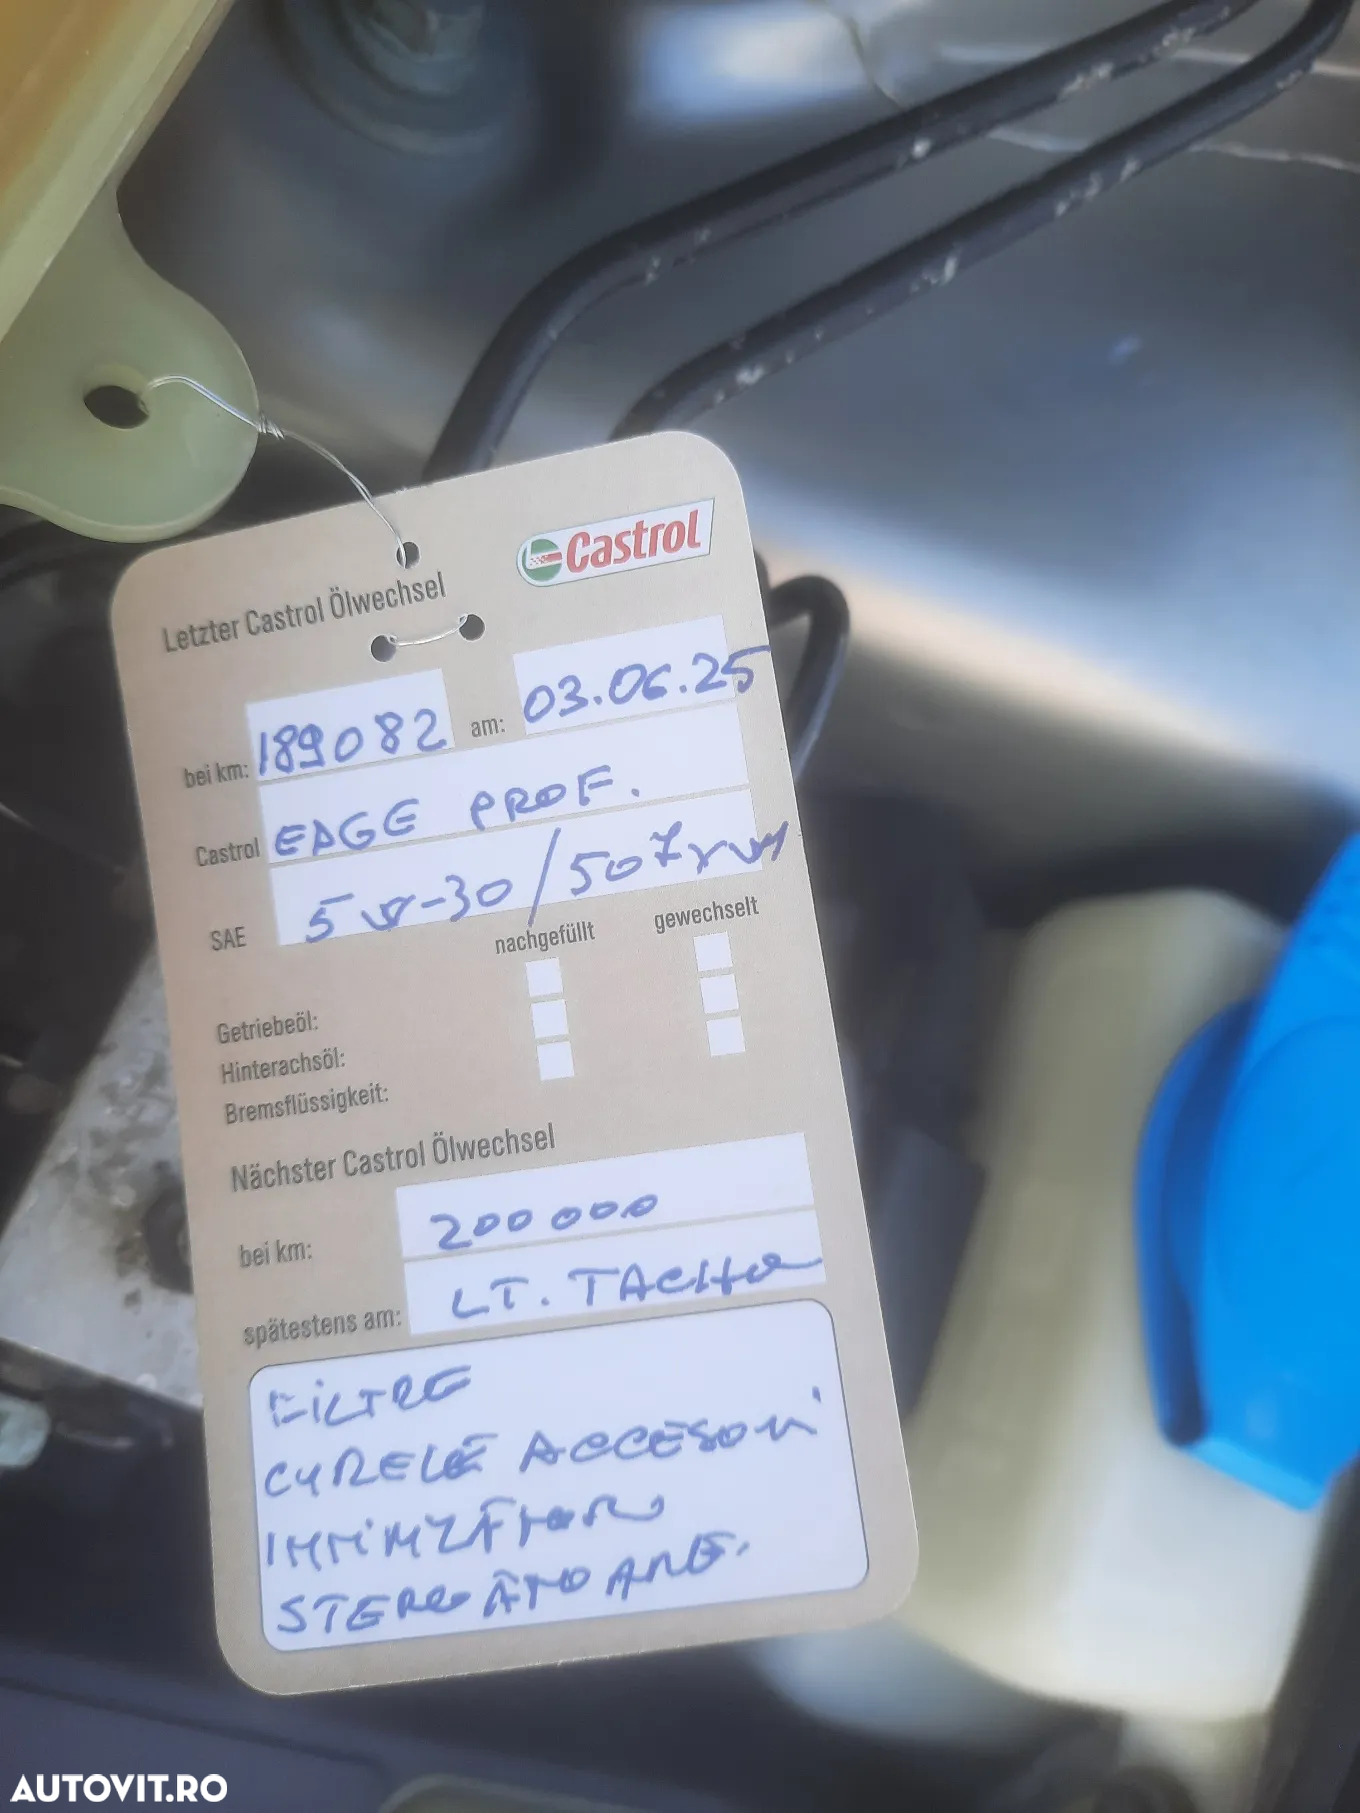 Castrol
Letzter Castrol Ölwechsel
bei km: 189082 am: 03.06.25
Castrol EDGE PROF.
SAE 5W-30/507
nachgefüllt gewechselt
Getriebeöl:
Hinterachsöl:
Bremsflüssigkeit:
Nächster Castrol Ölwechsel
bei km: 200000
spätestens am: LT. TACHO
FILTRE
CURELE ACCESORII
STERGATOARE.
AUTOVIT.RO